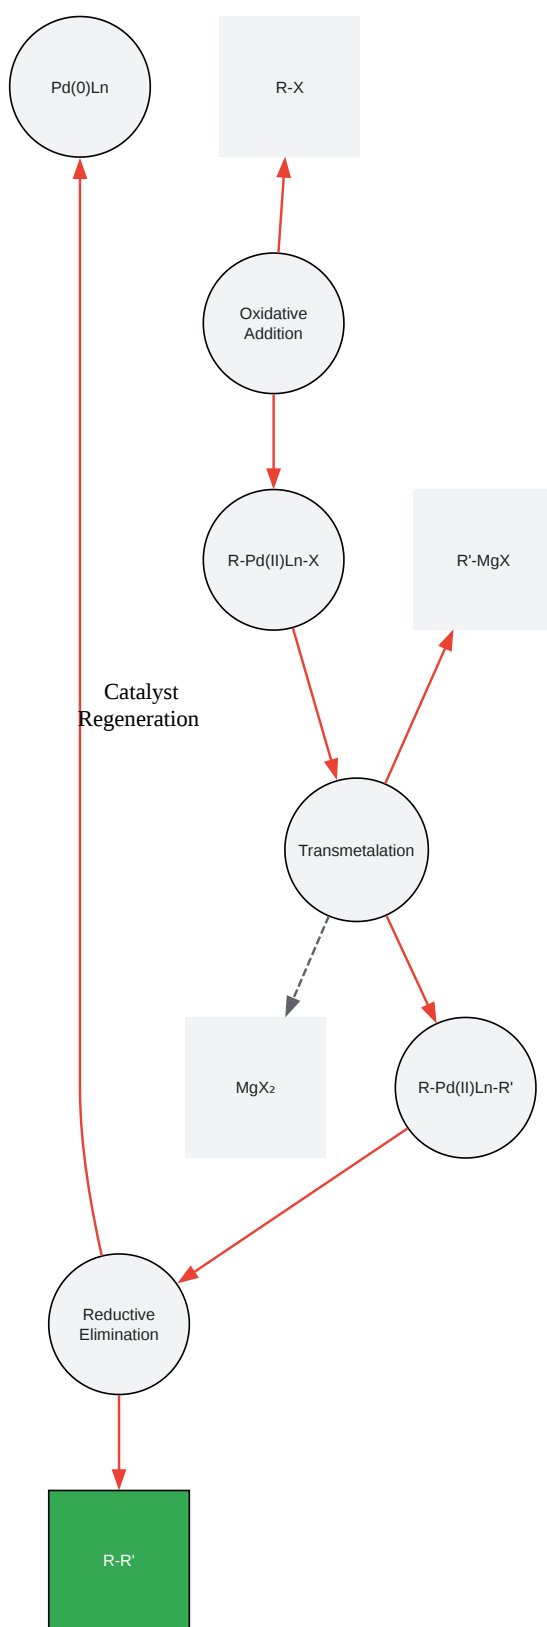 Pd(0)Ln
R-X
Oxidative
Addition
R-Pd(II)Ln-X
R'-MgX
Catalyst
Regeneration
Transmetalation
MgX₂
R-Pd(II)Ln-R'
Reductive
Elimination
R-R'